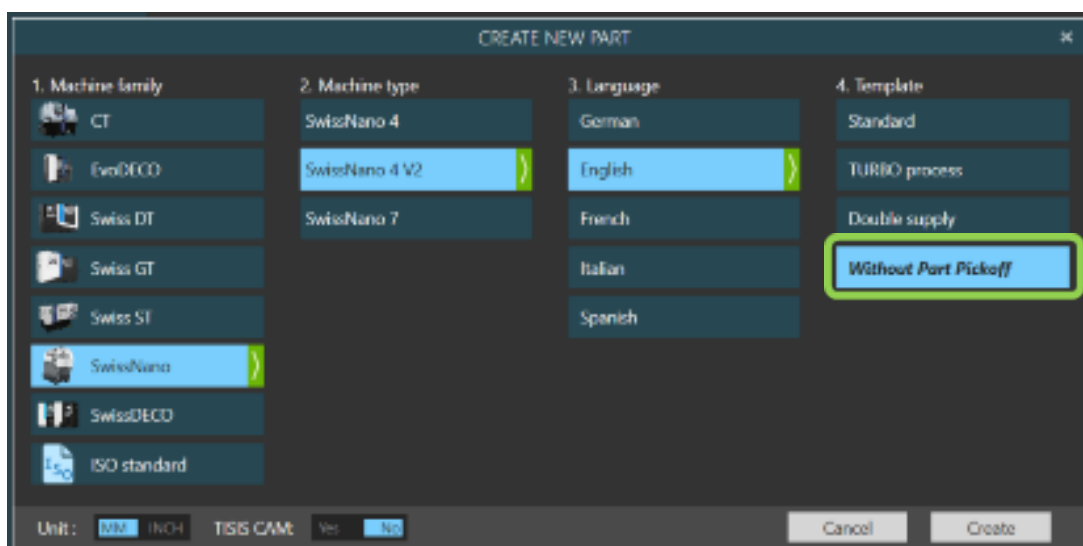 CREATE NEW PART
1. Machine family
CT
EvoDECO
Swiss DT
Swiss GT
Swiss ST
SwissNano
SwissDECO
ISO
ISO standard
2. Machine type
SwissNano 4
SwissNano 4 V2
SwissNano 7
3. Language
German
English
French
Italian
Spanish
4. Template
Standard
TURBO process
Double supply
Without Part Pickoff
Unit: MM INCH TISIS CAM: Yes No Cancel Create